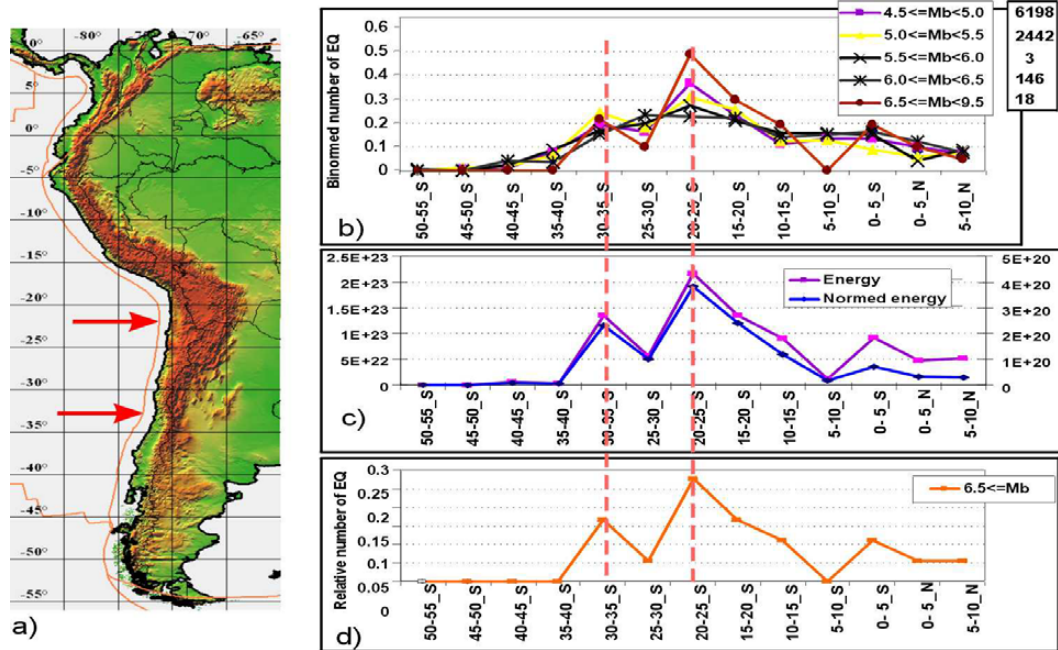 -80° -75° -70° -65°
10°
5°
0°
-5°
-10°
-15°
-20°
-25°
-30°
-35°
-40°
-45°
-50°
-55°
a)
4.5<=Mb<5.0 6198
5.0<=Mb<5.5 2442
5.5<=Mb<6.0 3
6.0<=Mb<6.5 146
6.5<=Mb<9.5 18
Binormed number of EQ
0.6
0.5
0.4
0.3
0.2
0.1
0
50-55_S 45-50_S 40-45_S 35-40_S 30-35_S 25-30_S 20-25_S 15-20_S 10-15_S 5-10_S 0- 5_S 0- 5_N 5-10_N
b)
2.5E+23
2E+23
1.5E+23
1E+23
5E+22
0
Energy
Normed energy
5E+20
4E+20
3E+20
2E+20
1E+20
0
50-55_S 45-50_S 40-45_S 35-40_S 30-35_S 25-30_S 20-25_S 15-20_S 10-15_S 5-10_S 0- 5_S 0- 5_N 5-10_N
c)
Relative number of EQ
0.3
0.25
0.2
0.15
0.1
0.05
0
6.5<=Mb
50-55_S 45-50_S 40-45_S 35-40_S 30-35_S 25-30_S 20-25_S 15-20_S 10-15_S 5-10_S 0- 5_S 0- 5_N 5-10_N
d)